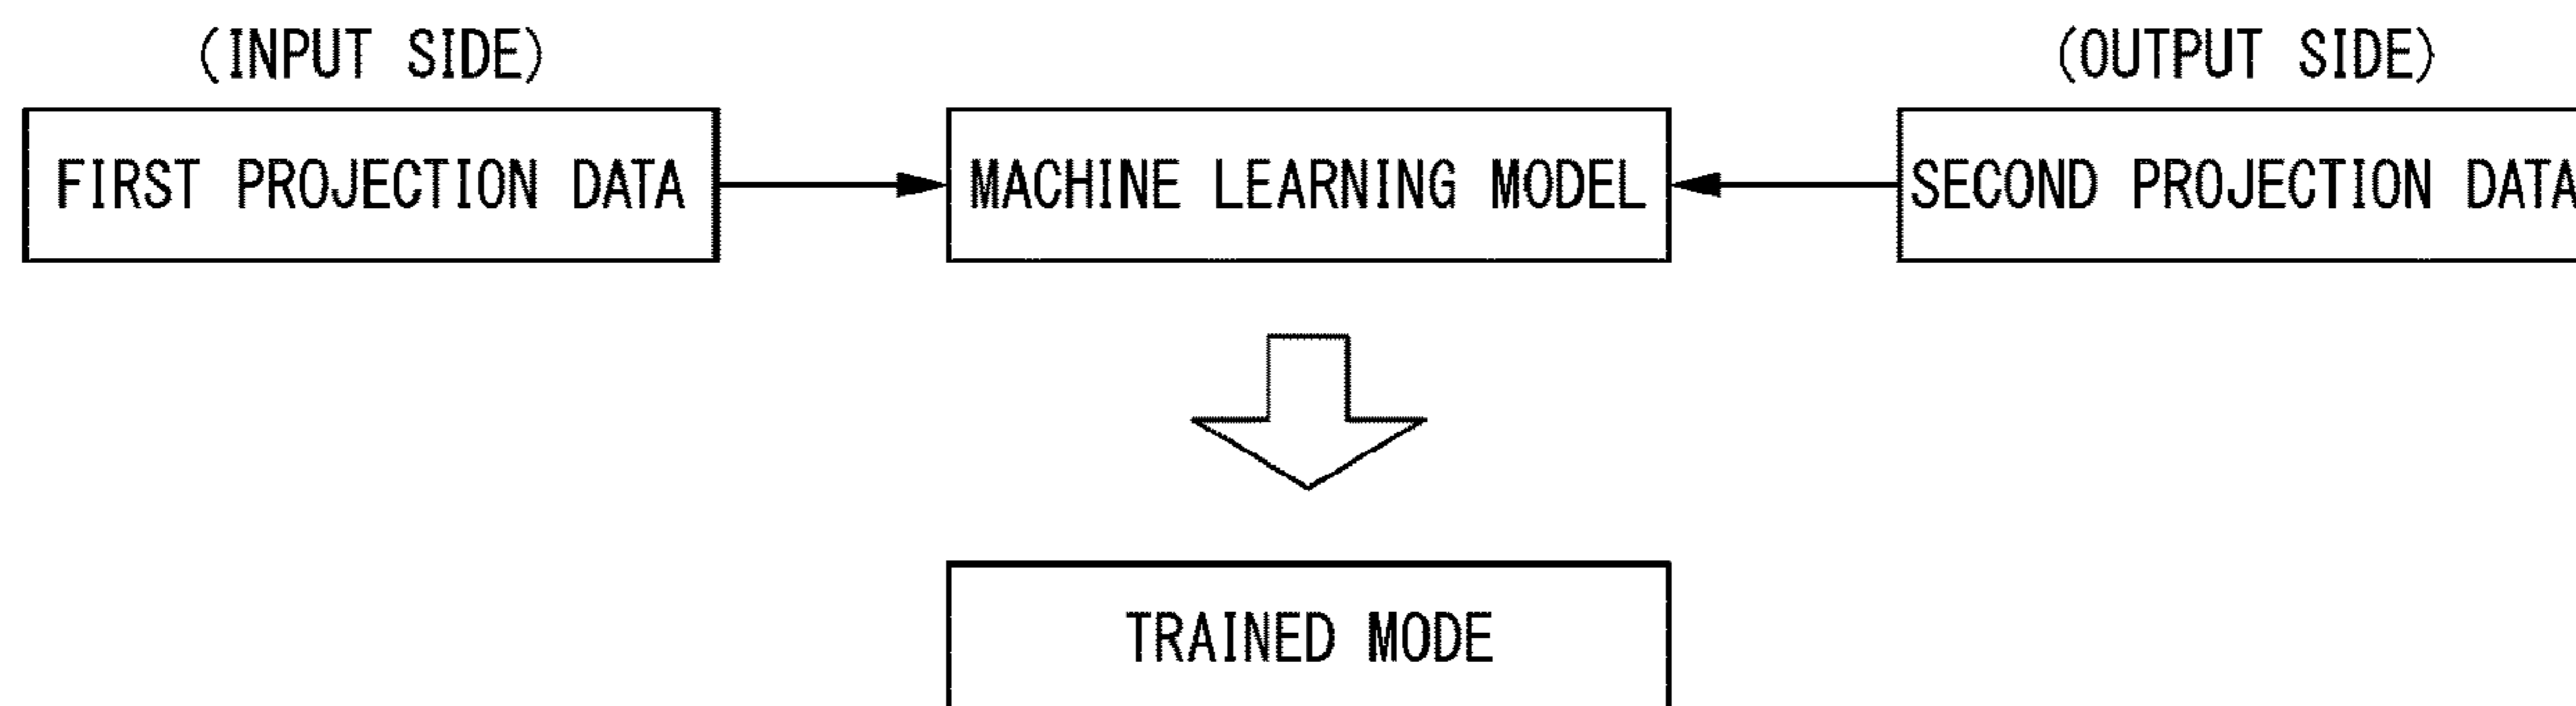 (INPUT SIDE)
(OUTPUT SIDE)
FIRST PROJECTION DATA
MACHINE LEARNING MODEL
SECOND PROJECTION DATA
TRAINED MODE